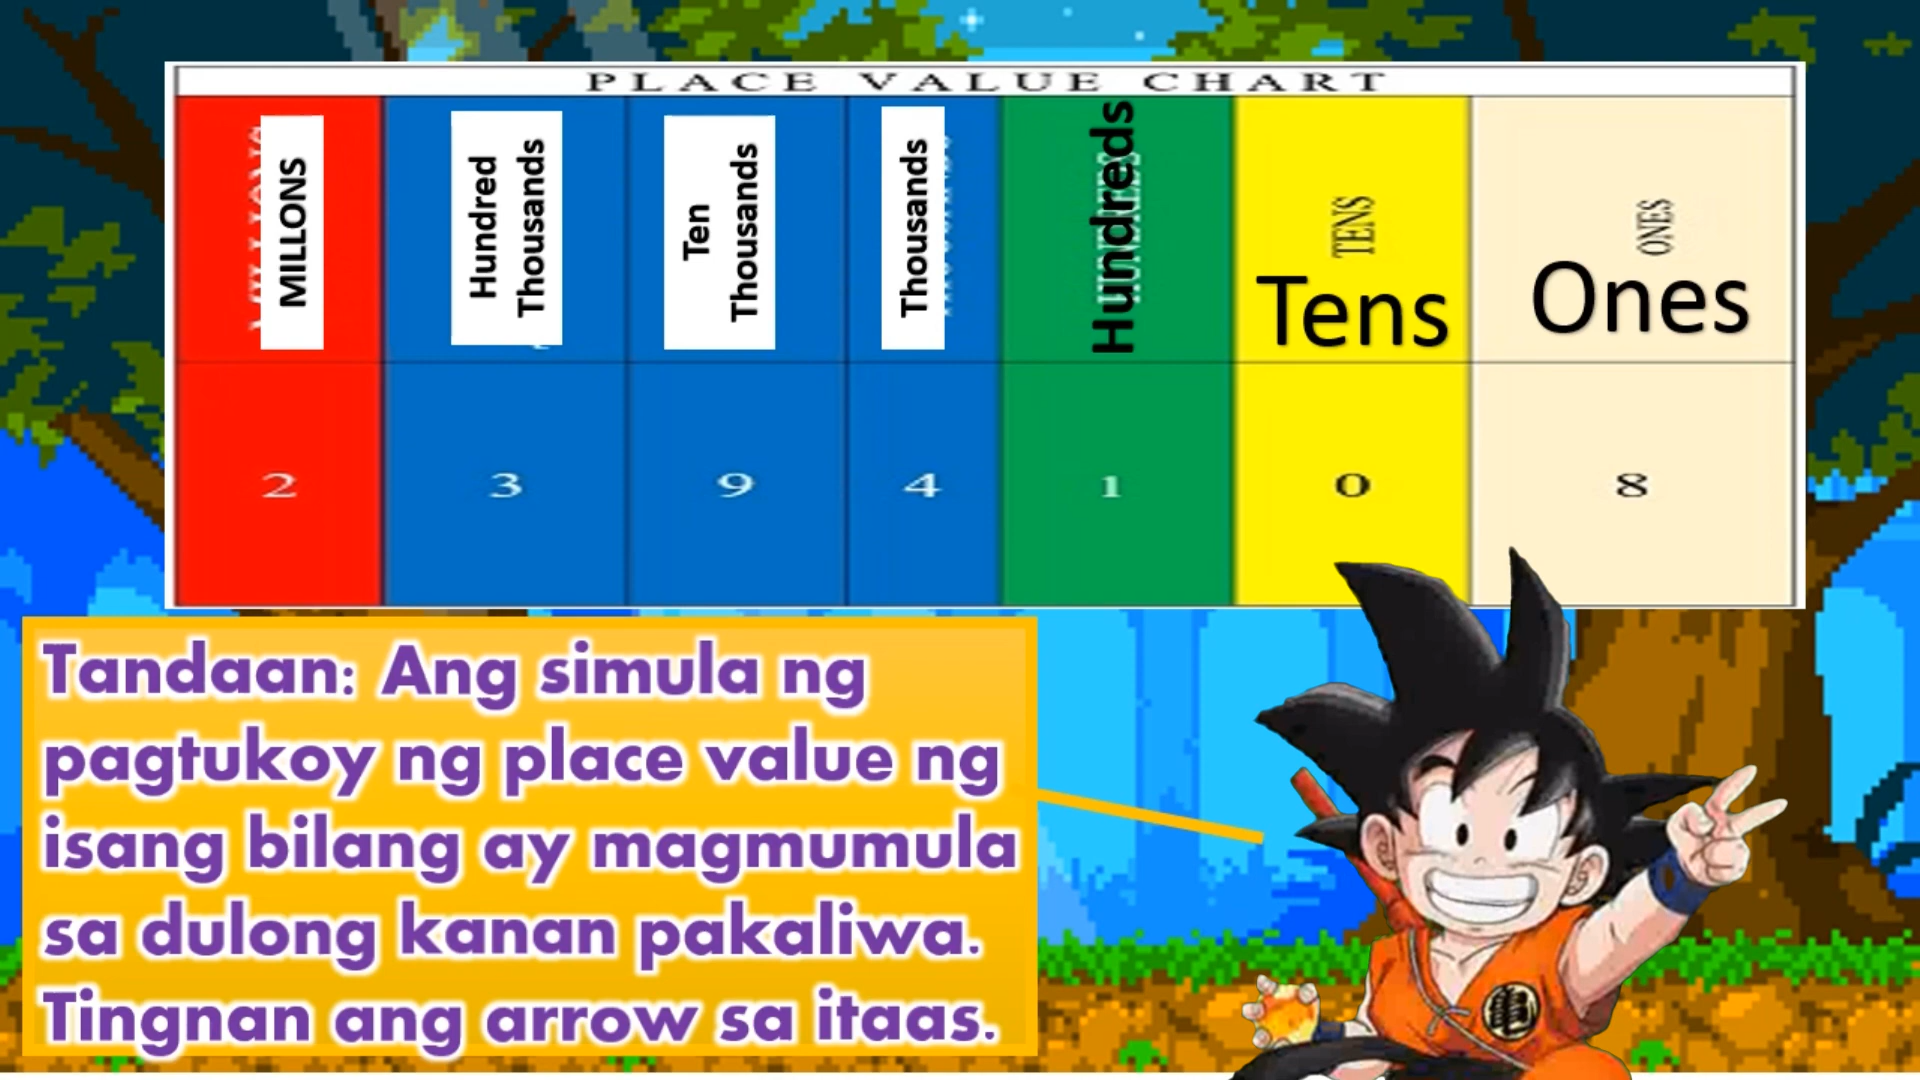 PLACE VALUE CHART
MILLONS
Hundred
Thousands
Ten
Thousands
Thousands
Hundreds
HUNDREDS
TENS
Tens
ONES
Ones
2 3 9 4 1 0 8
Tandaan: Ang simula ng
pagtukoy ng place value ng
isang bilang ay magmumula
sa dulong kanan pakaliwa.
Tingnan ang arrow sa itaas.